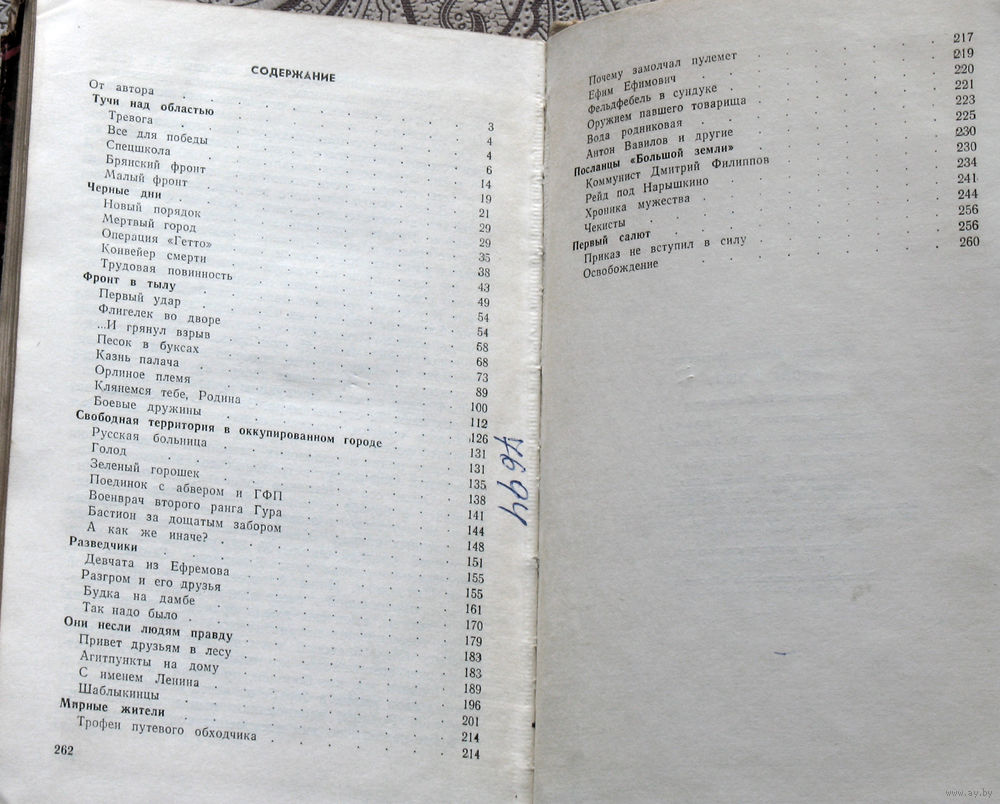 СОДЕРЖАНИЕ
От автора . . . 3
Тучи над областью . . . 4
Тревога . . . 4
Все для победы . . . 6
Спецшкола . . . 14
Брянский фронт . . . 19
Малый фронт . . . 21
Черные дни . . . 29
Новый порядок . . . 29
Мертвый город . . . 35
Операция «Гетто» . . . 38
Конвейер смерти . . . 43
Трудовая повинность . . . 49
Фронт в тылу . . . 54
Первый удар . . . 54
Флигелек во дворе . . . 58
...И грянул взрыв . . . 68
Песок в буксах . . . 73
Казнь палача . . . 89
Орлиное племя . . . 100
Клянемся тебе, Родина . . . 112
Боевые дружины . . . 126
Свободная территория в оккупированном городе . . . 131
Русская больница . . . 131
Голод . . . 135
Зеленый горошек . . . 138
Поединок с абвером и ГФП . . . 141
Военврач второго ранга Гура . . . 144
Бастион за дощатым забором . . . 148
А как же иначе? . . . 151
Разведчики . . . 155
Девчата из Ефремова . . . 155
Разгром и его друзья . . . 161
Будка на дамбе . . . 170
Так надо было . . . 179
Они несли людям правду . . . 183
Привет друзьям в лесу . . . 183
Агитпункты на дому . . . 189
С именем Ленина . . . 196
Шаблыкинцы . . . 201
Мирные жители . . . 214
Трофеи путевого обходчика . . . 214
262
4694
Почему замолчал пулемет . . . 217
Ефим Ефимович . . . 219
Фельдфебель в сундуке . . . 220
Оружием павшего товарища . . . 221
Вода родниковая . . . 223
Антон Вавилов и другие . . . 225
Посланцы «Большой земли» . . . 230
Коммунист Дмитрий Филиппов . . . 230
Рейд под Нарышкино . . . 234
Хроника мужества . . . 241
Чекисты . . . 244
Первый салют . . . 256
Приказ не вступил в силу . . . 256
Освобождение . . . 260
www.ay.by